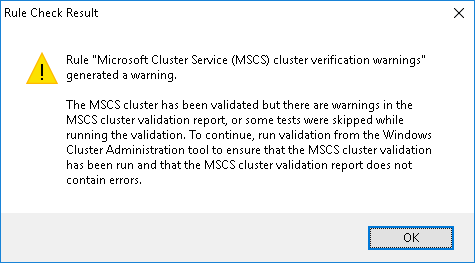 Rule Check Result
Rule "Microsoft Cluster Service (MSCS) cluster verification warnings"
generated a warning.
The MSCS cluster has been validated but there are warnings in the
MSCS cluster validation report, or some tests were skipped while
running the validation. To continue, run validation from the Windows
Cluster Administration tool to ensure that the MSCS cluster validation
has been run and that the MSCS cluster validation report does not
contain errors.
OK